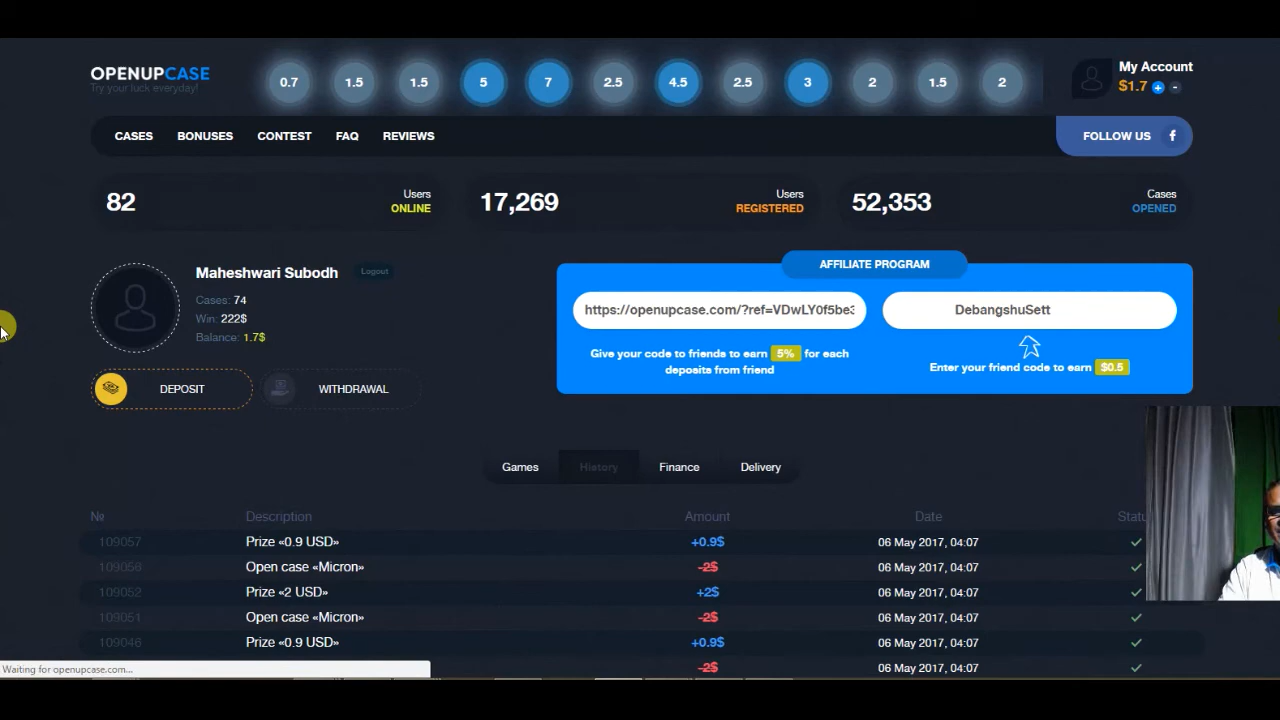 OPENUPCASE
Try your luck everyday!
0.7 1.5 1.5 5 7 2.5 4.5 2.5 3 2 1.5 2
My Account
$1.7 + -
CASES BONUSES CONTEST FAQ REVIEWS
FOLLOW US f
82 Users ONLINE
17,269 Users REGISTERED
52,353 Cases OPENED
Maheshwari Subodh Logout
Cases: 74
Win: 222$
Balance: 1.7$
DEPOSIT WITHDRAWAL
AFFILIATE PROGRAM
https://openupcase.com/?ref=VDwLY0f5be3
DebangshuSett
Give your code to friends to earn 5% for each
deposits from friend
Enter your friend code to earn $0.5
Games History Finance Delivery
№ Description Amount Date Statu
109057 Prize «0.9 USD» +0.9$ 06 May 2017, 04:07
109056 Open case «Micron» -2$ 06 May 2017, 04:07
109052 Prize «2 USD» +2$ 06 May 2017, 04:07
109051 Open case «Micron» -2$ 06 May 2017, 04:07
109046 Prize «0.9 USD» +0.9$ 06 May 2017, 04:07
-2$ 06 May 2017, 04:07
Waiting for openupcase.com...